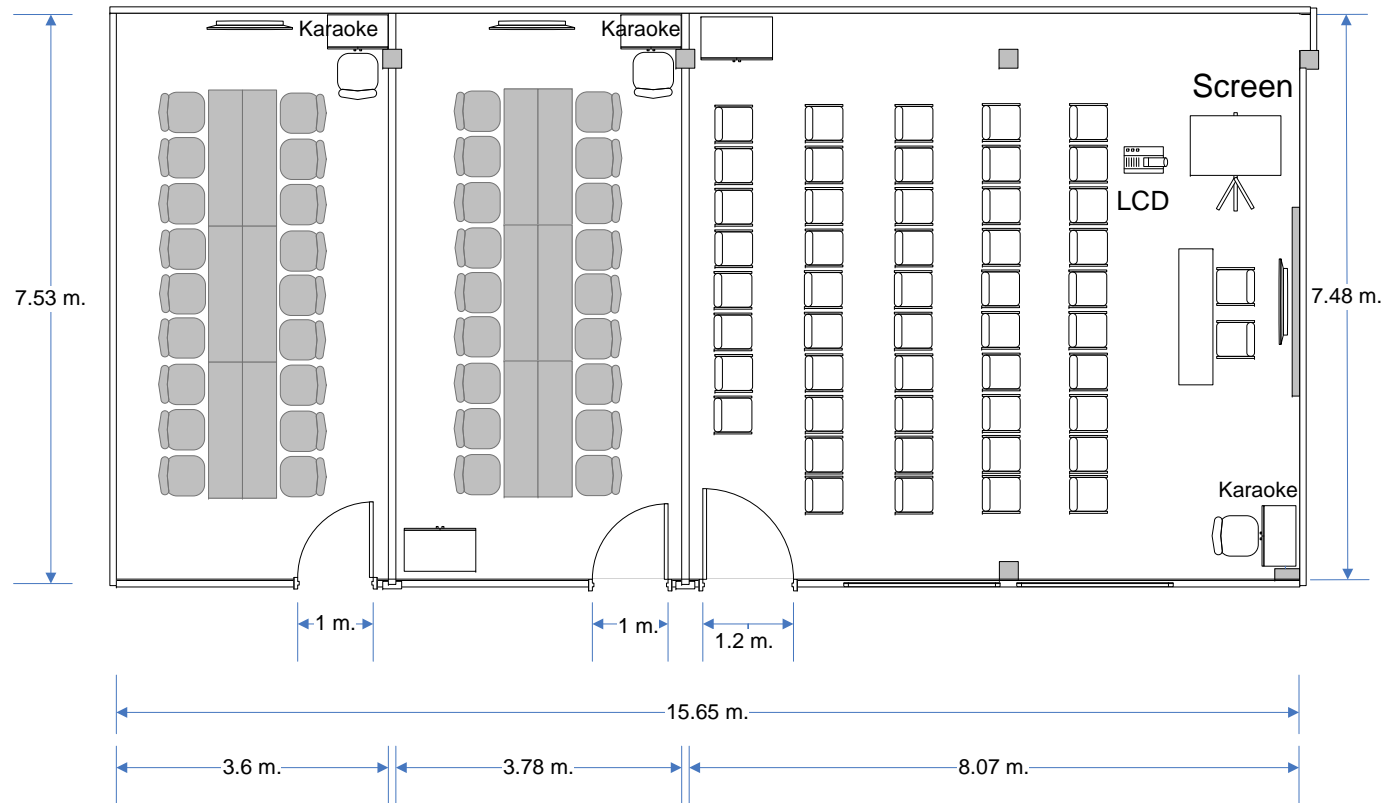 Karaoke
Karaoke
Screen
LCD
7.53 m.
7.48 m.
Karaoke
1 m.
1 m.
1.2 m.
15.65 m.
3.6 m.
3.78 m.
8.07 m.